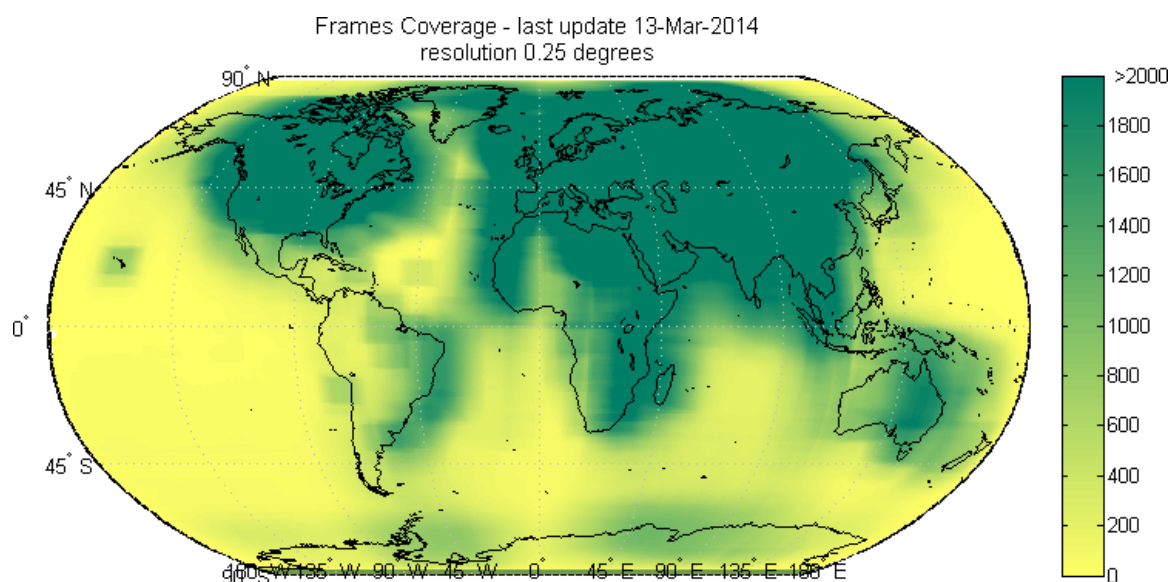 Frames Coverage - last update 13-Mar-2014
resolution 0.25 degrees
90° N
45° N
0°
45° S
135° W
90° W
45° W
0°
45° E
90° E
135° E
180° E
>2000
1800
1600
1400
1200
1000
800
600
400
200
0